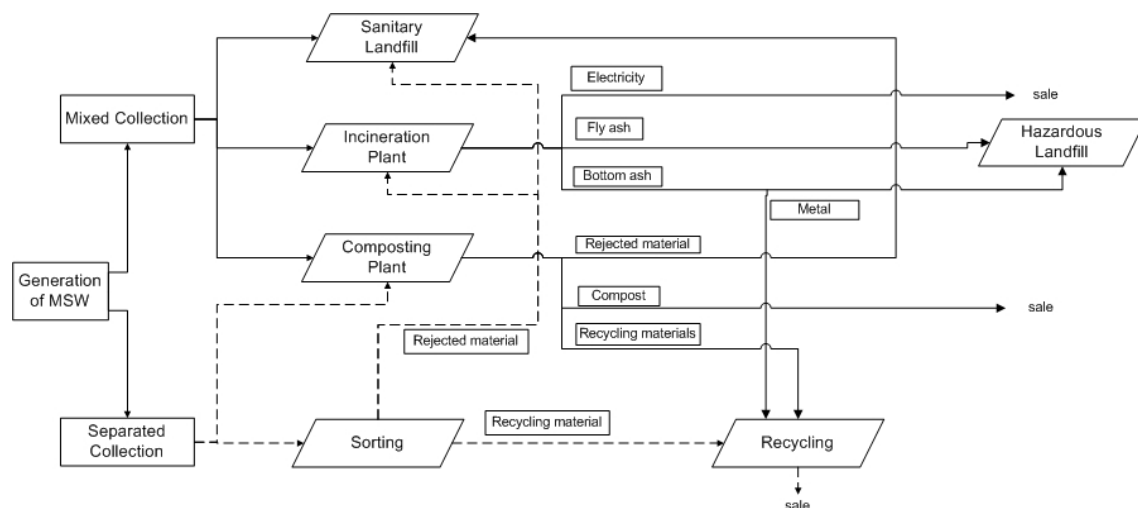 Sanitary
Landfill
Electricity
sale
Mixed Collection
Fly ash
Incineration
Plant
Hazardous
Landfill
Bottom ash
Metal
Composting
Plant
Rejected material
Generation
of MSW
Compost
sale
Rejected material
Recycling materials
Separated
Collection
Sorting
Recycling material
Recycling
sale